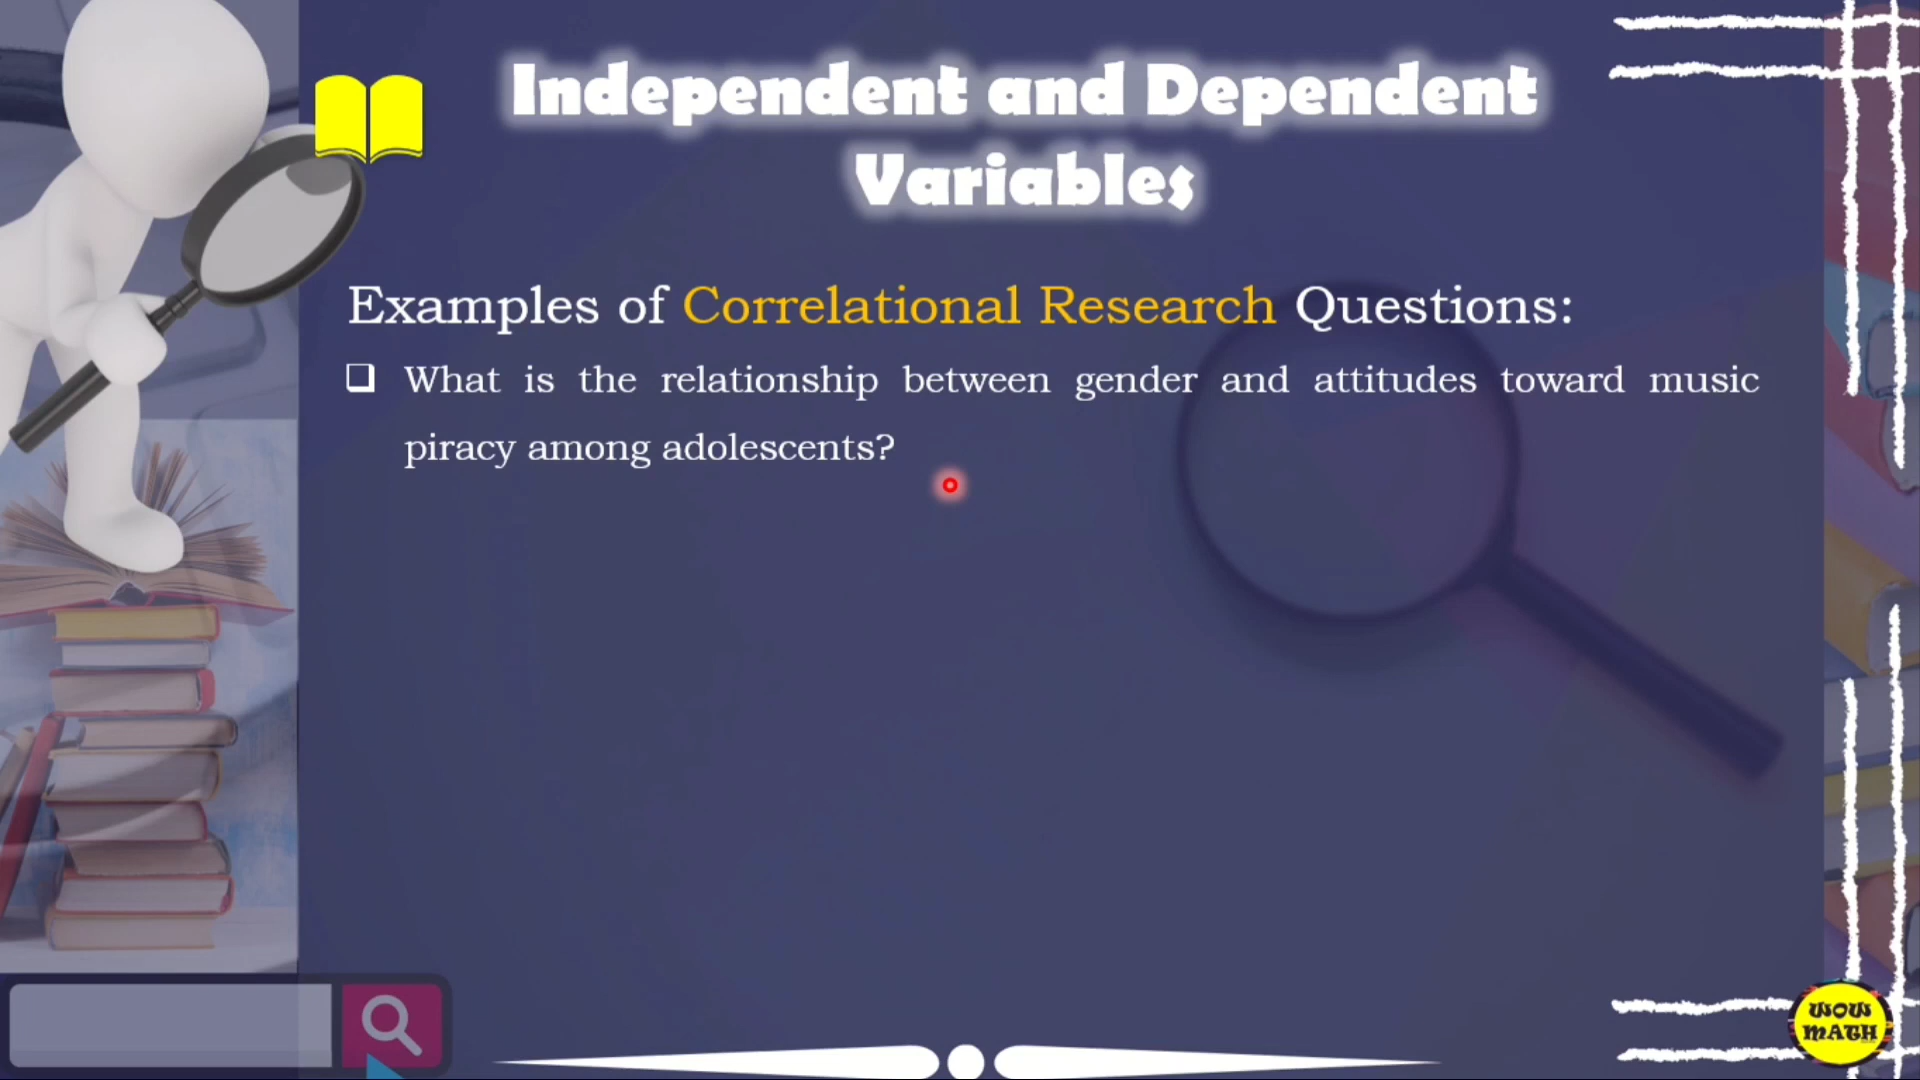 Independent and Dependent
Variables
Examples of Correlational Research Questions:
What is the relationship between gender and attitudes toward music
piracy among adolescents?
WOW
MATH